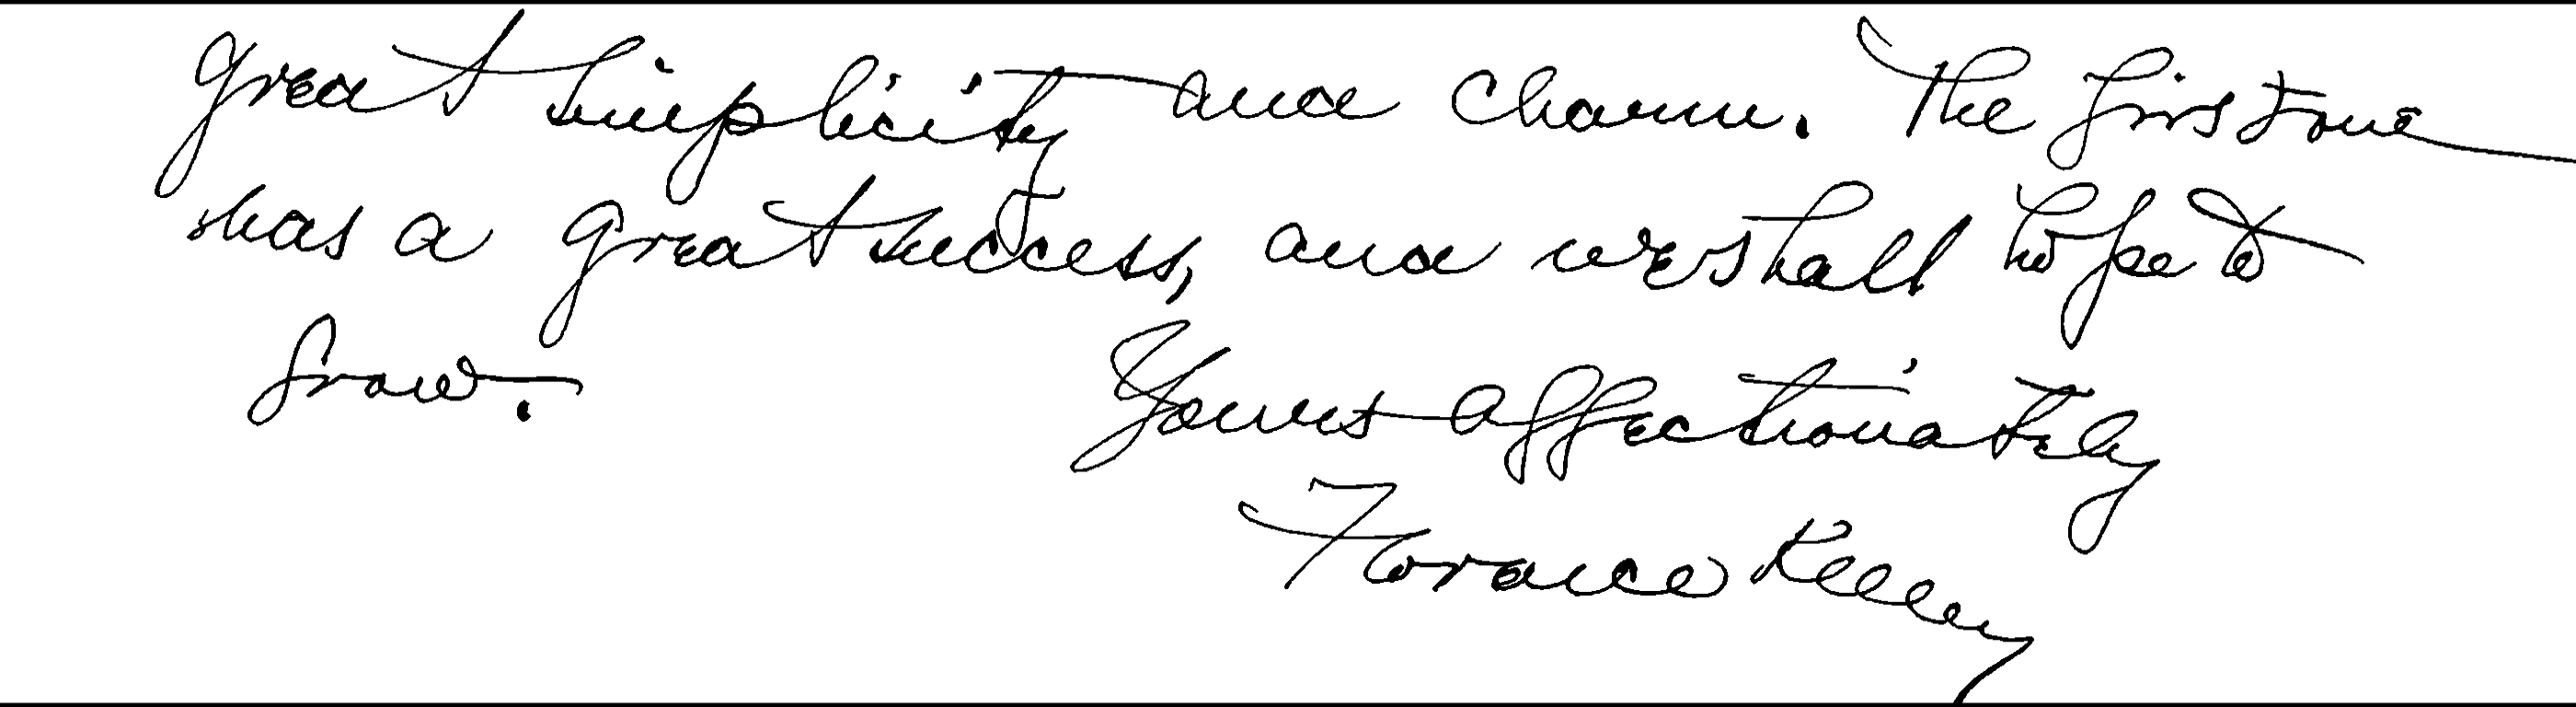 great simplicity and charm. The first one
was a great success, and we shall hope to
grow.
Yours affectionately
Florence Kelley